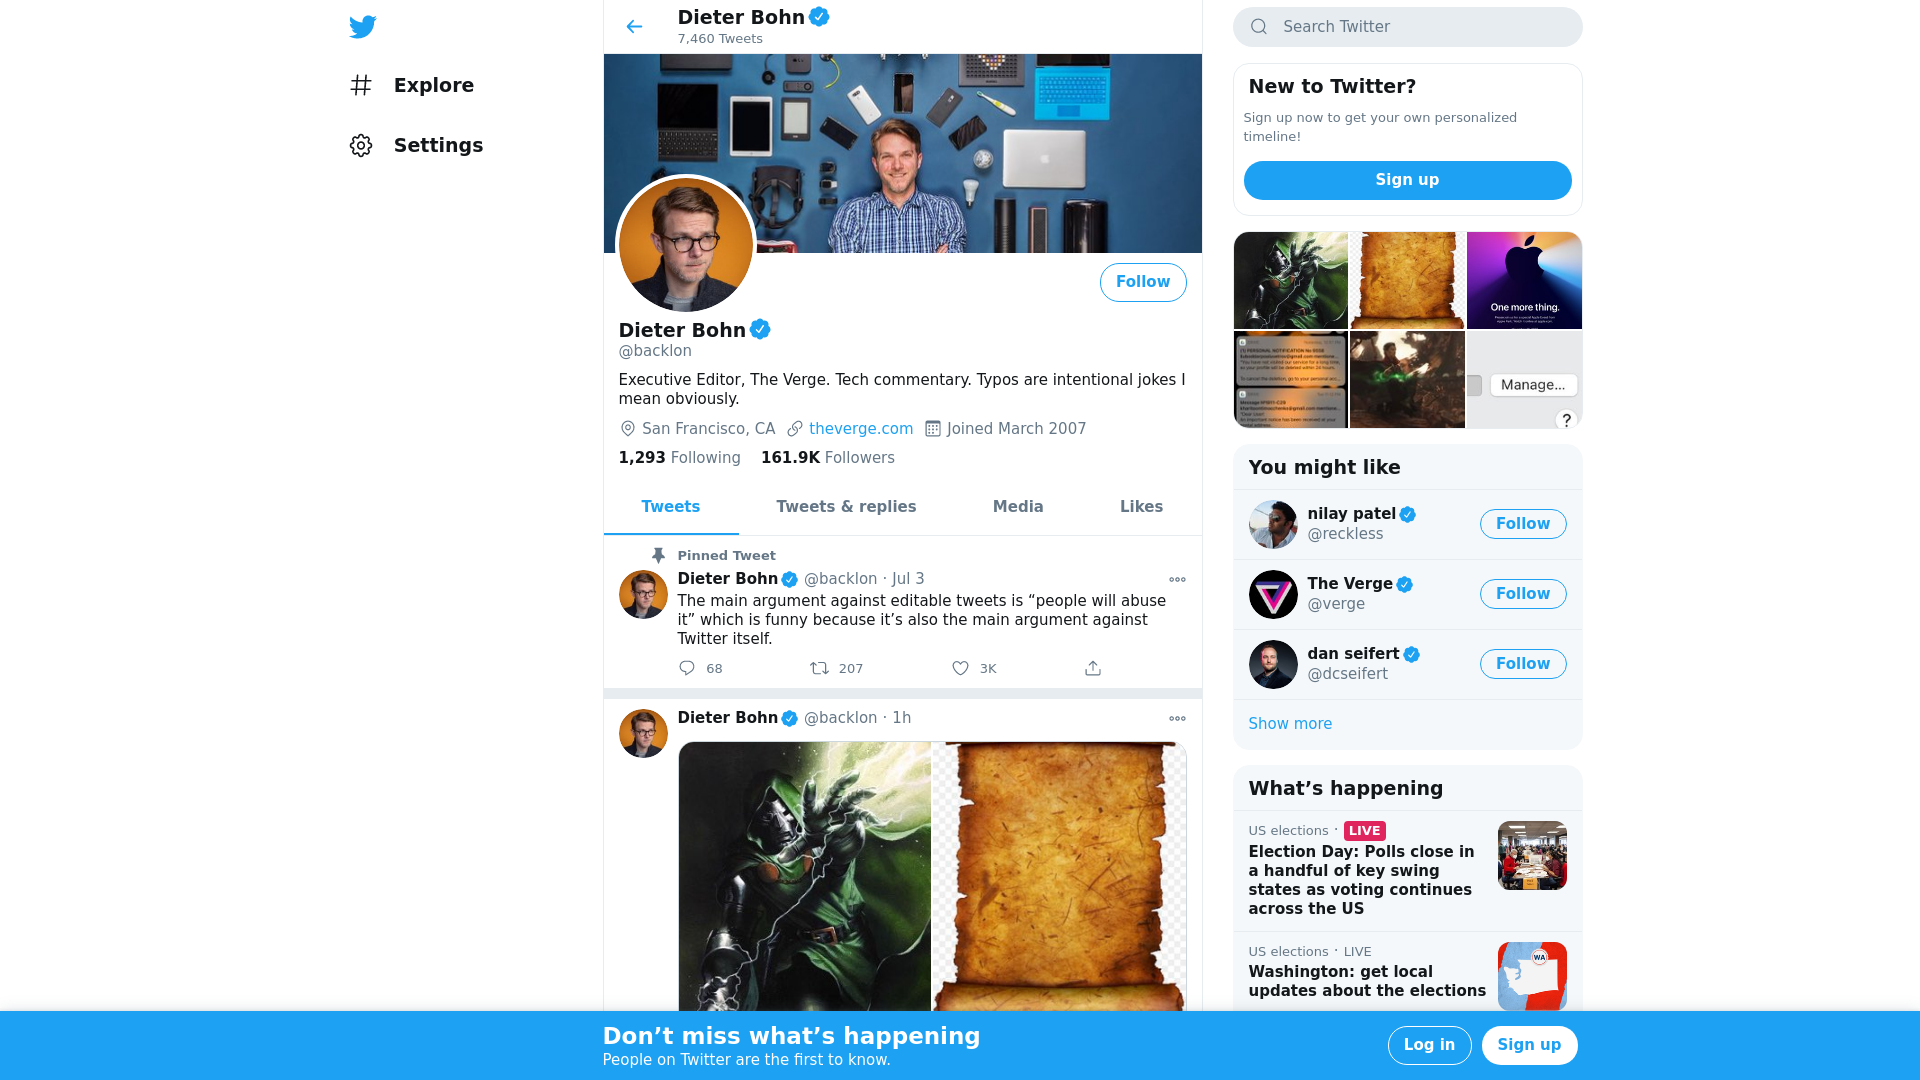 Dieter Bohn
7,460 Tweets
Explore
Settings
Search Twitter
New to Twitter?
Sign up now to get your own personalized
timeline!
Sign up
Follow
Dieter Bohn
@backlon
Executive Editor, The Verge. Tech commentary. Typos are intentional jokes I
mean obviously.
San Francisco, CA theverge.com Joined March 2007
1,293 Following 161.9K Followers
Tweets Tweets & replies Media Likes
Pinned Tweet
Dieter Bohn @backlon · Jul 3
The main argument against editable tweets is “people will abuse
it” which is funny because it’s also the main argument against
Twitter itself.
68 207 3K
Dieter Bohn @backlon · 1h
One more thing.
Manage...
?
You might like
nilay patel
@reckless
Follow
The Verge
@verge
Follow
dan seifert
@dcseifert
Follow
Show more
What’s happening
US elections · LIVE
Election Day: Polls close in
a handful of key swing
states as voting continues
across the US
US elections · LIVE
Washington: get local
updates about the elections
WA
Don’t miss what’s happening
People on Twitter are the first to know.
Log in
Sign up